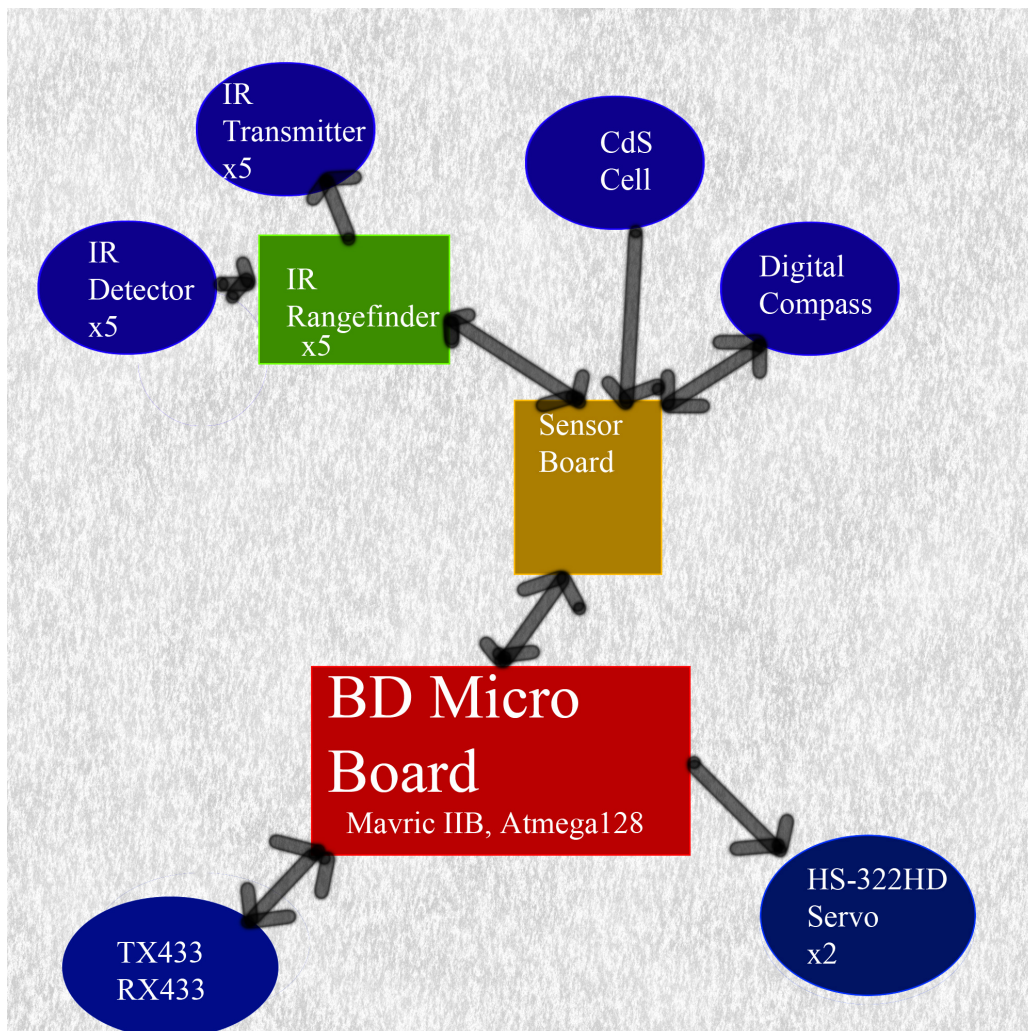 IR
Transmitter
x5
CdS
Cell
IR
Detector
x5
IR
Rangefinder
x5
Digital
Compass
Sensor
Board
BD Micro
Board
Mavric IIB, Atmega128
HS-322HD
Servo
x2
TX433
RX433